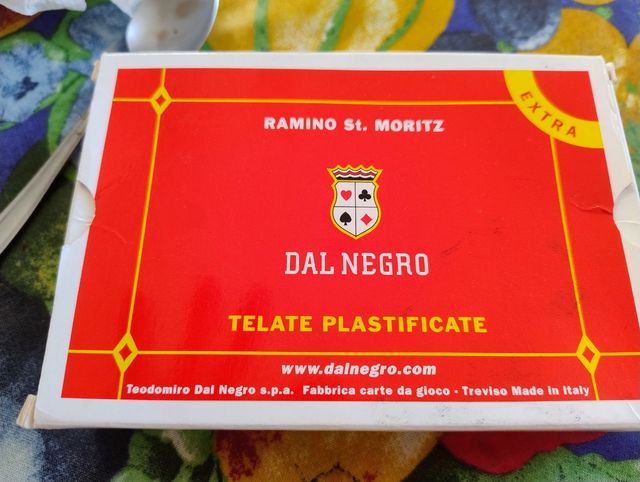 EXTRA
RAMINO St. MORITZ
DAL NEGRO
TELATE PLASTIFICATE
www.dalnegro.com
Teodomiro Dal Negro s.p.a. Fabbrica carte da gioco - Treviso Made in Italy